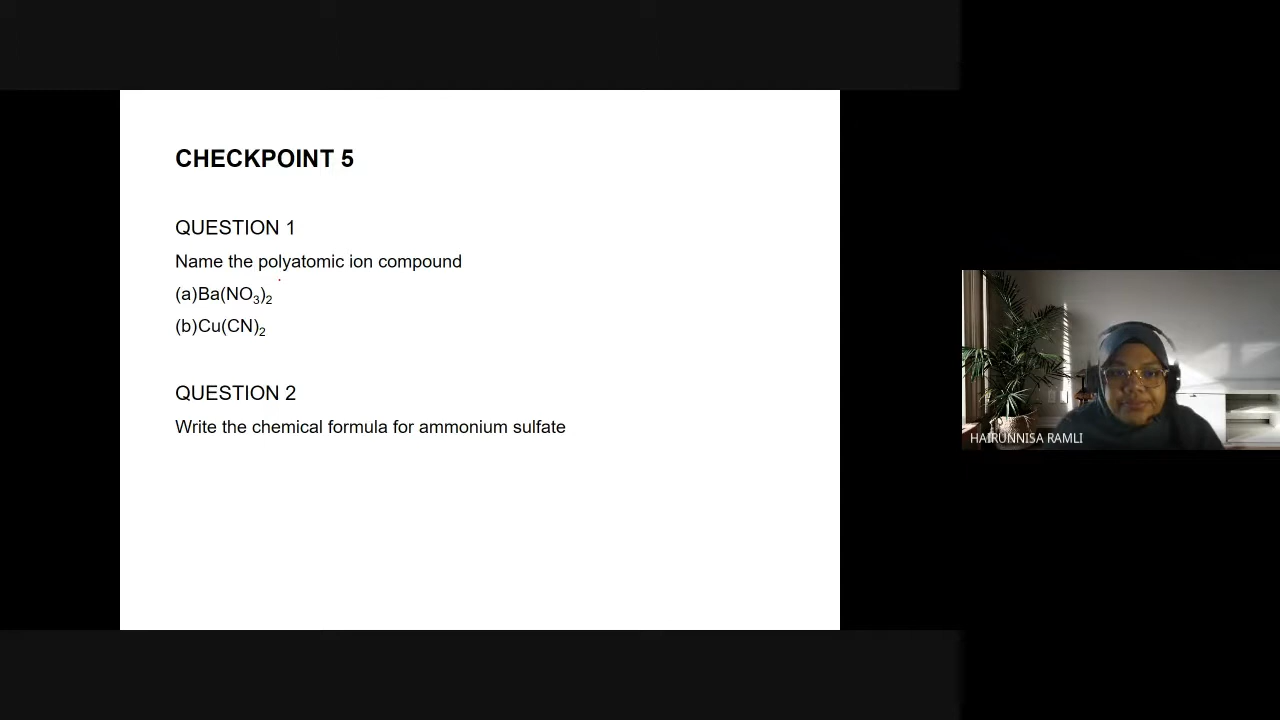 CHECKPOINT 5
QUESTION 1
Name the polyatomic ion compound
(a)Ba(NO₃)₂
(b)Cu(CN)₂
QUESTION 2
Write the chemical formula for ammonium sulfate
HAIRUNNISA RAMLI